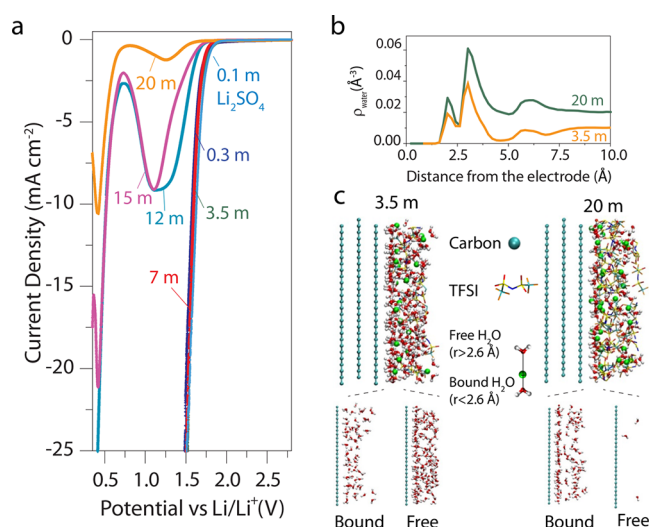 a
0
-5
-10
-15
-20
-25
Current Density (mA cm⁻²)
0.5
1.0
1.5
2.0
2.5
Potential vs Li/Li⁺(V)
20 m
0.1 m
Li₂SO₄
0.3 m
15 m
12 m
3.5 m
7 m
b
0.06
0.04
0.02
0.00
ρwater(Å⁻³)
20 m
3.5 m
0.0
2.5
5.0
7.5
10.0
Distance from the electrode (Å)
c
3.5 m
20 m
Carbon
TFSI
Free H₂O
(r>2.6 Å)
Bound H₂O
(r<2.6 Å)
Bound
Free
Bound
Free